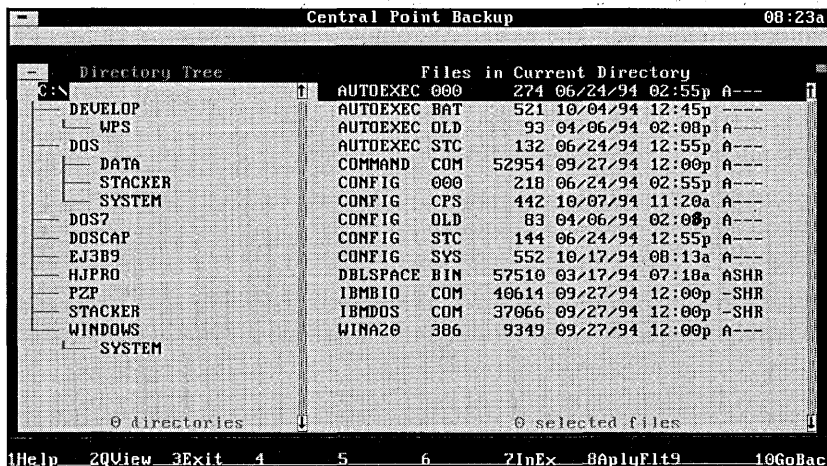 Central Point Backup 08:23a
Directory Tree
Files in Current Directory
C:\
DEVELOP
WPS
DOS
DATA
STACKER
SYSTEM
DOS7
DOSCAP
EJ3B9
HJPRO
PZP
STACKER
WINDOWS
SYSTEM
0 directories
AUTOEXEC 000 274 06/24/94 02:55p A---
AUTOEXEC BAT 521 10/04/94 12:45p ----
AUTOEXEC OLD 93 04/06/94 02:08p A---
AUTOEXEC STC 132 06/24/94 12:55p A---
COMMAND COM 52954 09/27/94 12:00p A---
CONFIG 000 218 06/24/94 02:55p A---
CONFIG CPS 442 10/07/94 11:20a A---
CONFIG OLD 83 04/06/94 02:08p A---
CONFIG STC 144 06/24/94 12:55p A---
CONFIG SYS 552 10/17/94 08:13a A---
DBLSPACE BIN 57510 03/17/94 07:18a ASHR
IBMBIO COM 40614 09/27/94 12:00p -SHR
IBMDOS COM 37066 09/27/94 12:00p -SHR
WINA20 386 9349 09/27/94 12:00p A---
0 selected files
1Help 2QView 3Exit 4 5 6 7InEx 8AplyFlt9 10GoBac